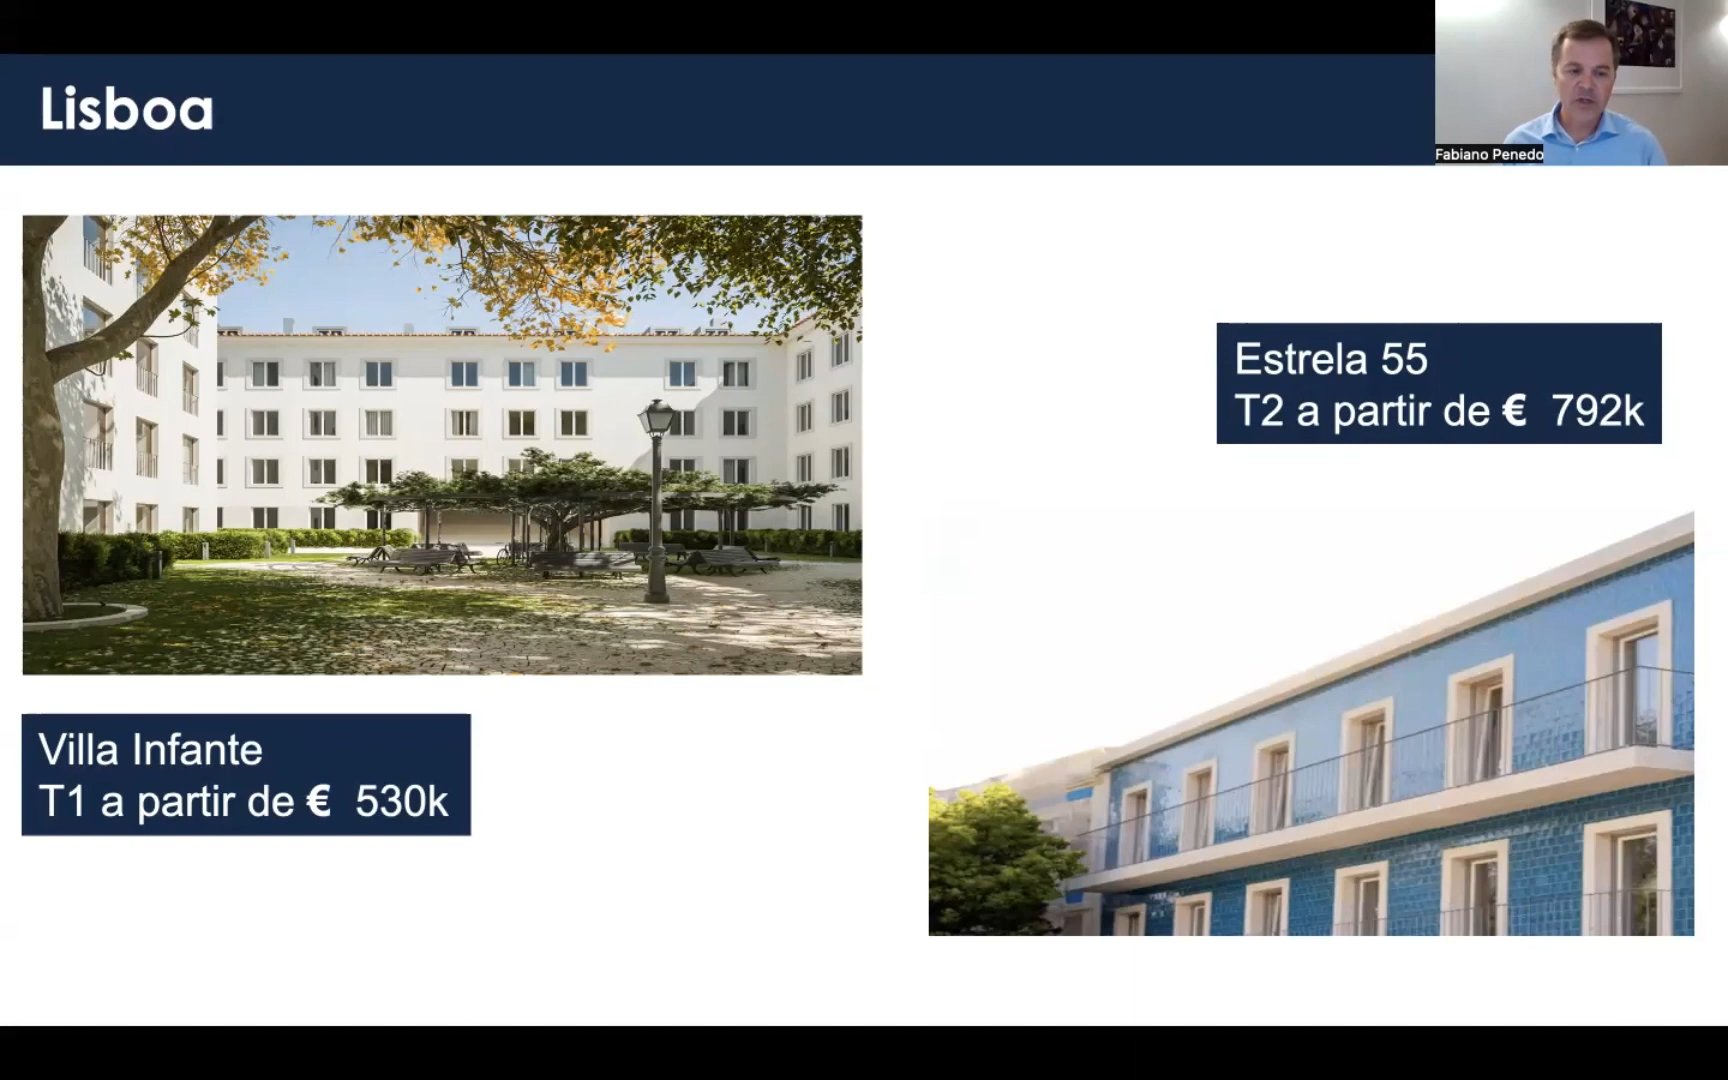 Lisboa
Fabiano Penedo
Estrela 55
T2 a partir de € 792k
Villa Infante
T1 a partir de € 530k